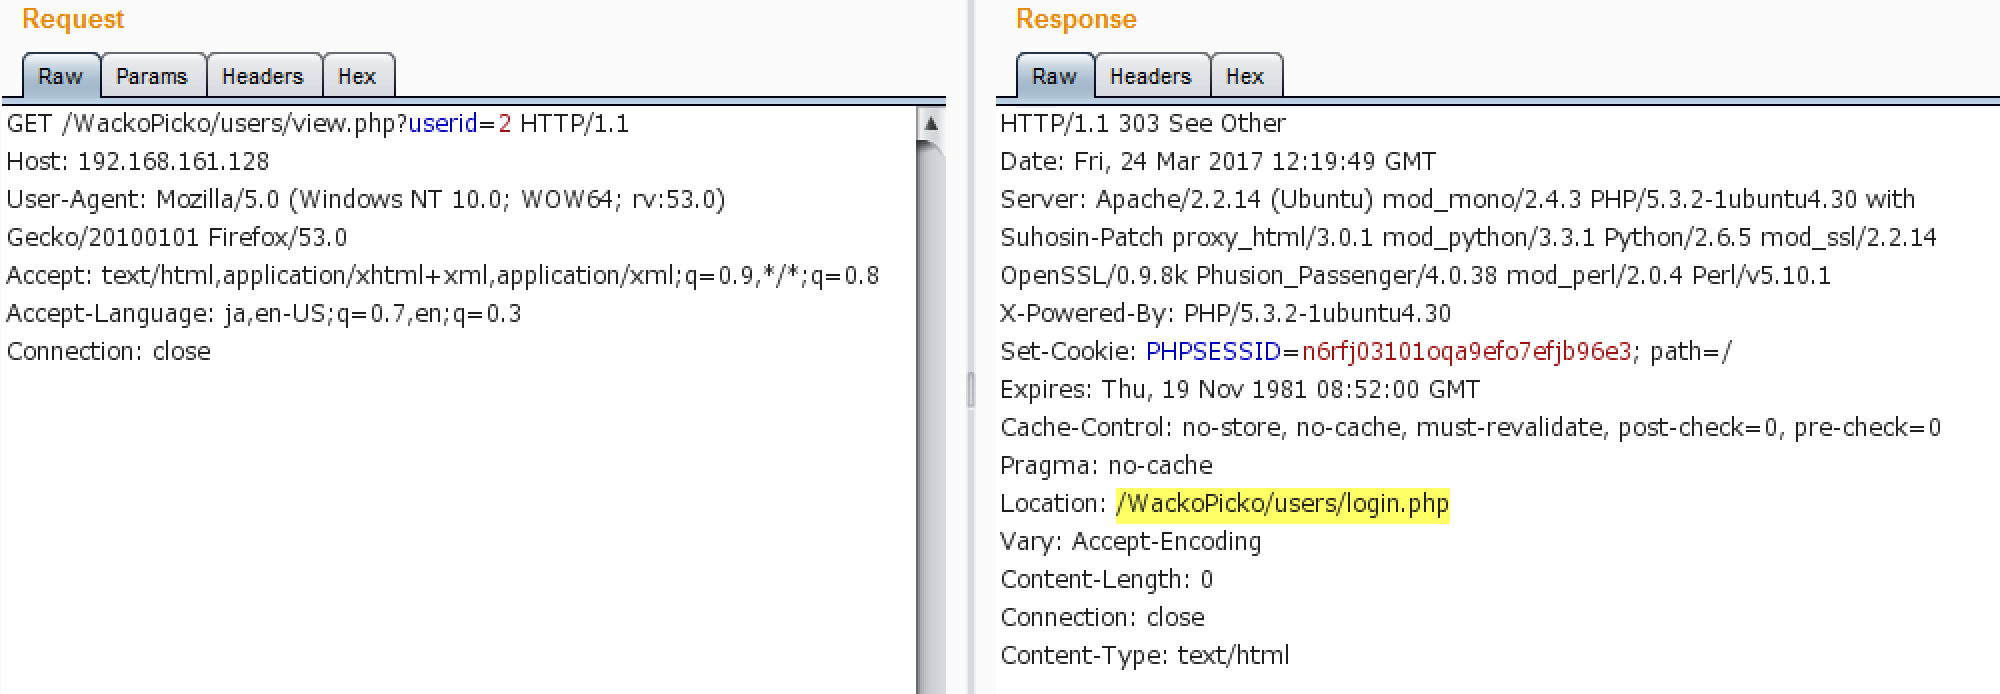 Request
Raw Params Headers Hex
GET /WackoPicko/users/view.php?userid=2 HTTP/1.1
Host: 192.168.161.128
User-Agent: Mozilla/5.0 (Windows NT 10.0; WOW64; rv:53.0)
Gecko/20100101 Firefox/53.0
Accept: text/html,application/xhtml+xml,application/xml;q=0.9,*/*;q=0.8
Accept-Language: ja,en-US;q=0.7,en;q=0.3
Connection: close
Response
Raw Headers Hex
HTTP/1.1 303 See Other
Date: Fri, 24 Mar 2017 12:19:49 GMT
Server: Apache/2.2.14 (Ubuntu) mod_mono/2.4.3 PHP/5.3.2-1ubuntu4.30 with
Suhosin-Patch proxy_html/3.0.1 mod_python/3.3.1 Python/2.6.5 mod_ssl/2.2.14
OpenSSL/0.9.8k Phusion_Passenger/4.0.38 mod_perl/2.0.4 Perl/v5.10.1
X-Powered-By: PHP/5.3.2-1ubuntu4.30
Set-Cookie: PHPSESSID=n6rfj03101oqa9efo7efjb96e3; path=/
Expires: Thu, 19 Nov 1981 08:52:00 GMT
Cache-Control: no-store, no-cache, must-revalidate, post-check=0, pre-check=0
Pragma: no-cache
Location: /WackoPicko/users/login.php
Vary: Accept-Encoding
Content-Length: 0
Connection: close
Content-Type: text/html